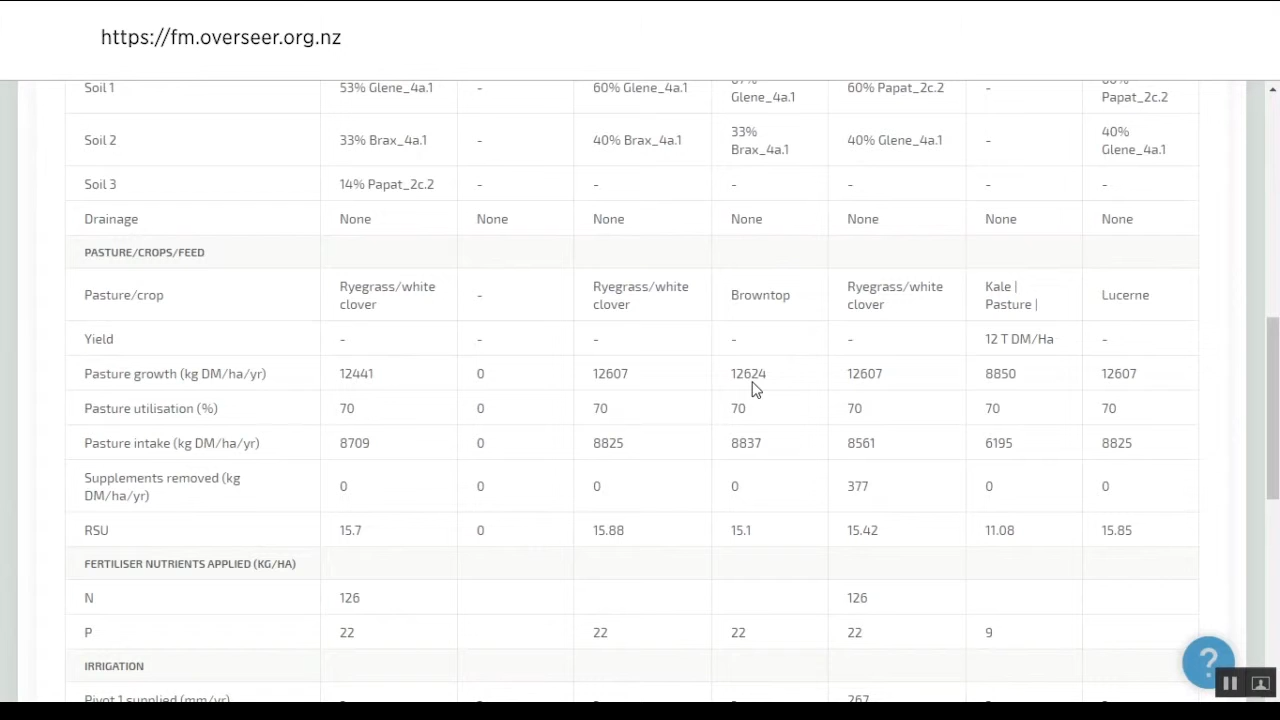 https://fm.overseer.org.nz
Soil 1 53% Glene_4a.1 - 60% Glene_4a.1 Glene_4a.1 60% Papat_2c.2 - Papat_2c.2
Soil 2 33% Brax_4a.1 - 40% Brax_4a.1 33% Brax_4a.1 40% Glene_4a.1 - 40% Glene_4a.1
Soil 3 14% Papat_2c.2 - - - - - -
Drainage None None None None None None None
PASTURE/CROPS/FEED
Pasture/crop Ryegrass/white clover - Ryegrass/white clover Browntop Ryegrass/white clover Kale | Pasture | Lucerne
Yield - - - - - 12 T DM/Ha -
Pasture growth (kg DM/ha/yr) 12441 0 12607 12624 12607 8850 12607
Pasture utilisation (%) 70 0 70 70 70 70 70
Pasture intake (kg DM/ha/yr) 8709 0 8825 8837 8561 6195 8825
Supplements removed (kg DM/ha/yr) 0 0 0 0 377 0 0
RSU 15.7 0 15.88 15.1 15.42 11.08 15.85
FERTILISER NUTRIENTS APPLIED (KG/HA)
N 126 126
P 22 22 22 22 9
IRRIGATION
Pivot 1 supplied (mm/yr) - - - - 267 - -
?